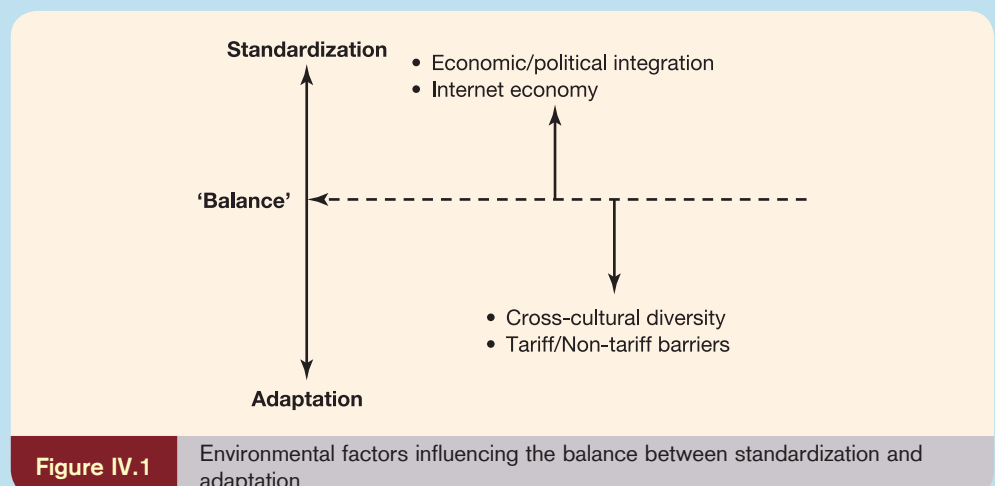 Standardization
• Economic/political integration
• Internet economy
‘Balance’
• Cross-cultural diversity
• Tariff/Non-tariff barriers
Adaptation
Figure IV.1
Environmental factors influencing the balance between standardization and
adaptation